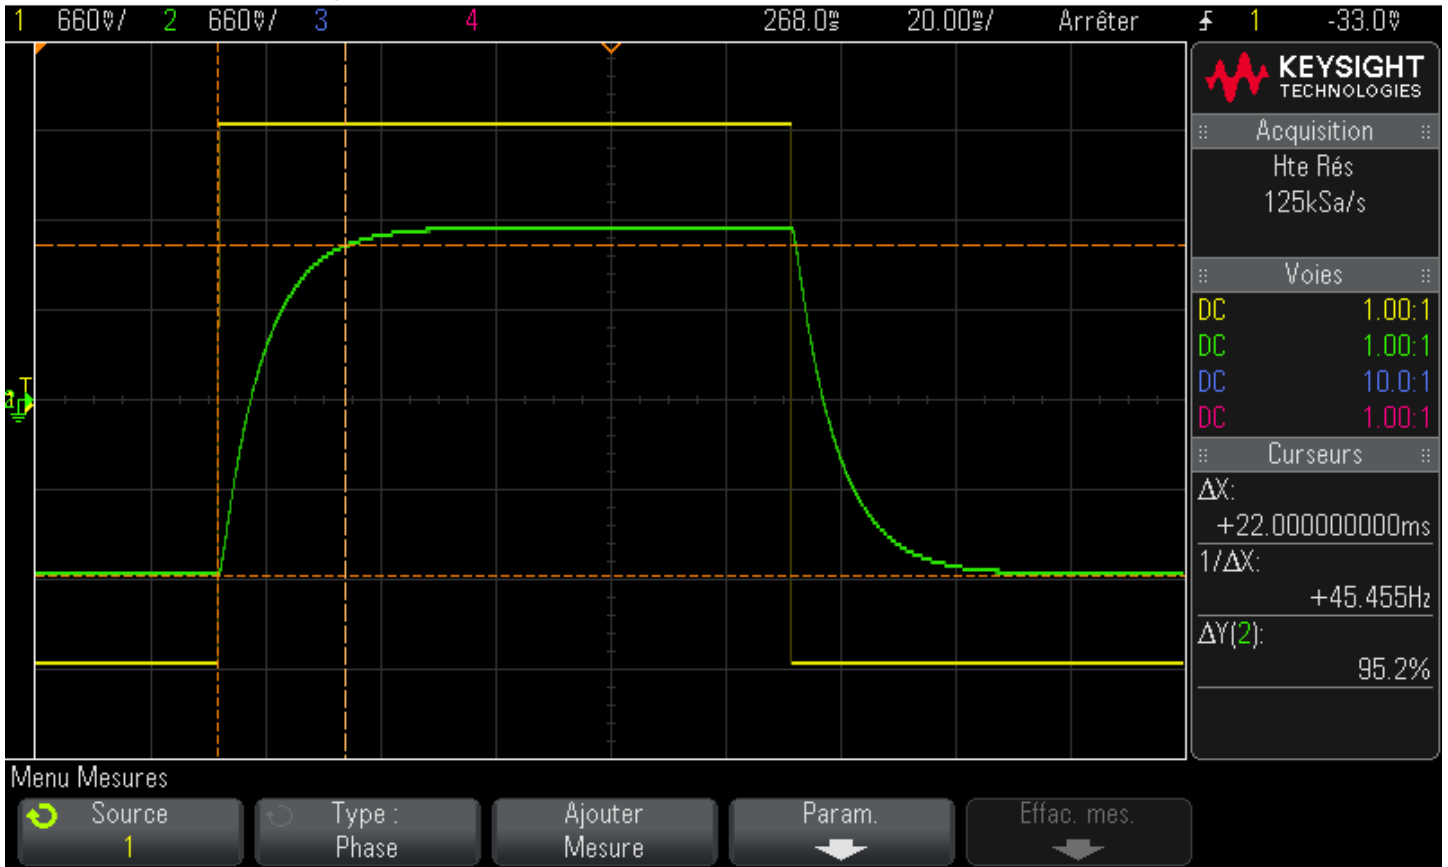 1 660V/ 2 660V/ 3 4 268.0ms 20.00ms/ Arrêter 1 -33.0V
KEYSIGHT
TECHNOLOGIES
Acquisition
Hte Rés
125kSa/s
Voies
DC 1.00:1
DC 1.00:1
DC 10.0:1
DC 1.00:1
Curseurs
ΔX:
+22.000000000ms
1/ΔX:
+45.455Hz
ΔY(2):
95.2%
T
Menu Mesures
Source
1
Type :
Phase
Ajouter
Mesure
Param.
Effac. mes.